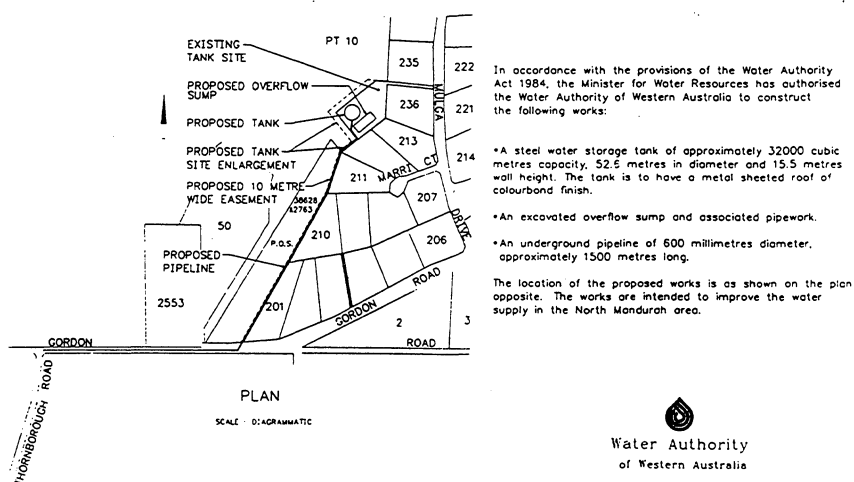 EXISTING
TANK SITE
PT 10
235
222
PROPOSED OVERFLOW
SUMP
236
MULGA
221
PROPOSED TANK
213
PROPOSED TANK
SITE ENLARGEMENT
214
MARRI CT
211
PROPOSED 10 METRE
WIDE EASEMENT
207
38628
A2763
50
DRIVE
P.O.S.
210
206
PROPOSED
PIPELINE
2553
201
GORDON ROAD
2
3
GORDON
ROAD
THORNBOROUGH ROAD
PLAN
SCALE - DIAGRAMMATIC
In accordance with the provisions of the Water Authority
Act 1984, the Minister for Water Resources has authorised
the Water Authority of Western Australia to construct
the following works:
•A steel water storage tank of approximately 32000 cubic
metres capacity, 52.6 metres in diameter and 15.5 metres
wall height. The tank is to have a metal sheeted roof of
colourbond finish.
•An excavated overflow sump and associated pipework.
•An underground pipeline of 600 millimetres diameter,
approximately 1500 metres long.
The location of the proposed works is as shown on the plan
opposite. The works are intended to improve the water
supply in the North Mandurah area.
Water Authority
of Western Australia